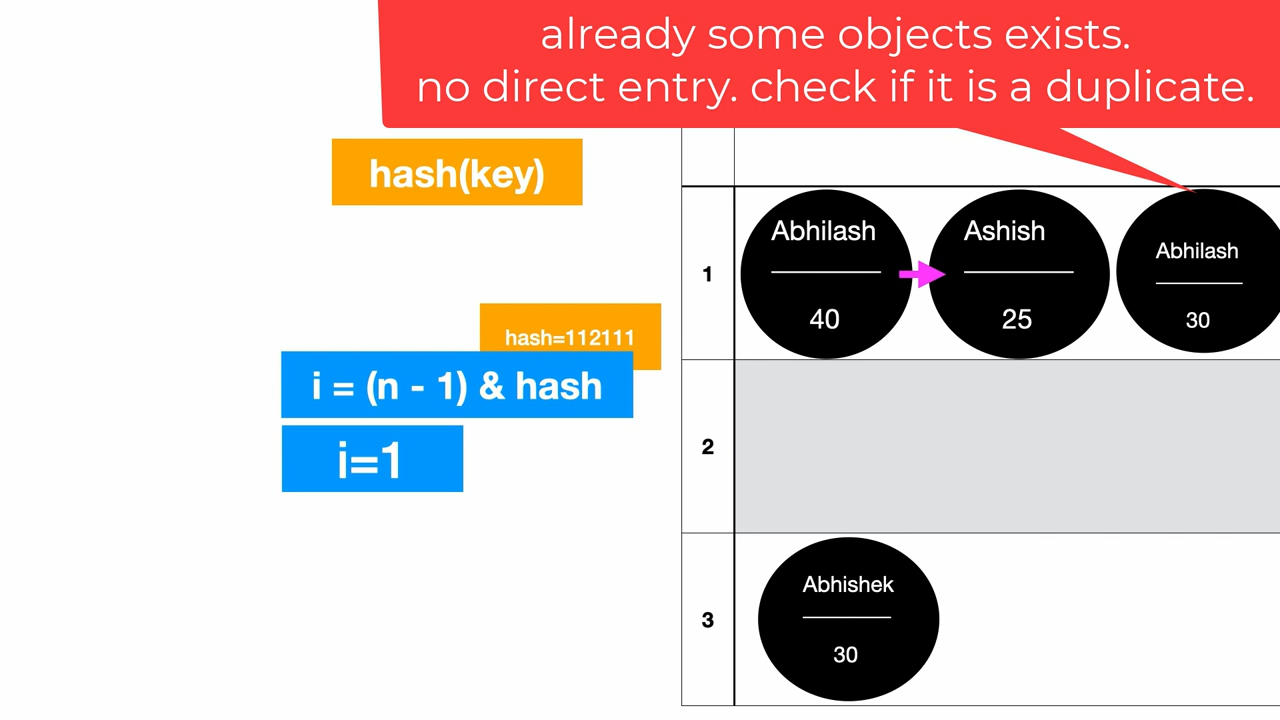 already some objects exists.
no direct entry. check if it is a duplicate.
hash(key)
hash=112111
i = (n - 1) & hash
i=1
1
Abhilash
40
Ashish
25
Abhilash
30
2
3
Abhishek
30